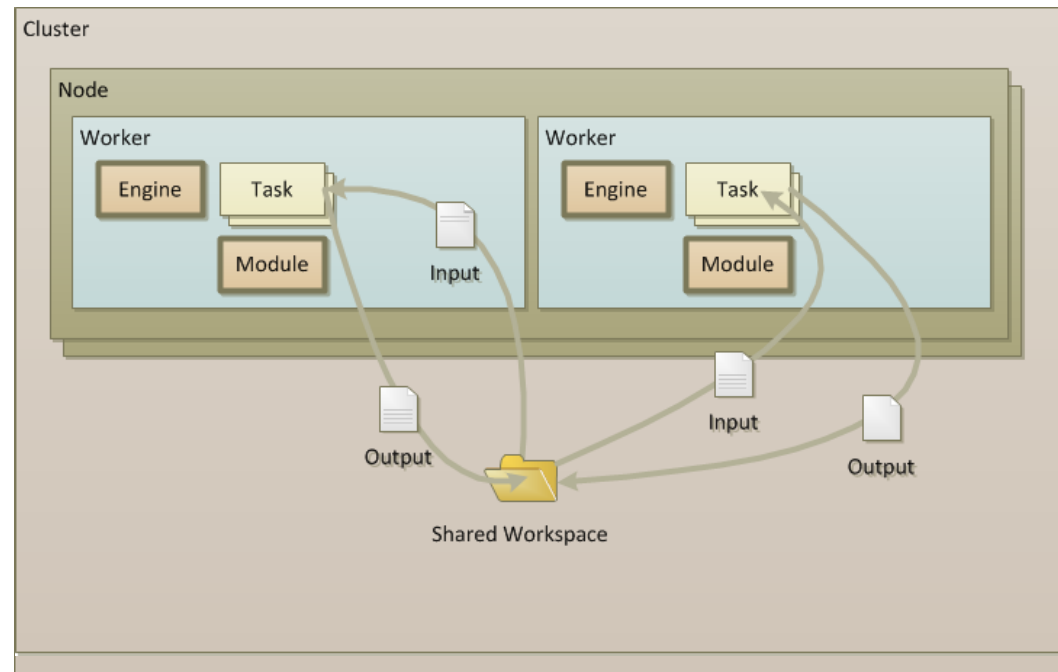 Cluster
Node
Worker
Worker
Engine
Task
Engine
Task
Module
Module
Input
Input
Output
Output
Shared Workspace